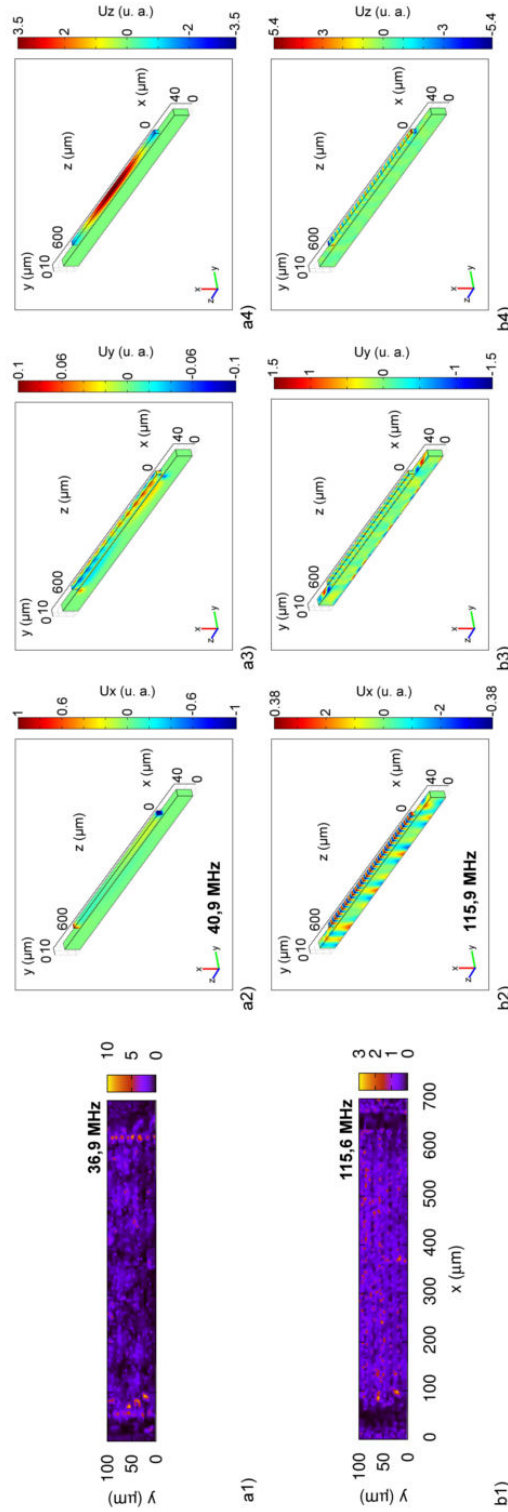 y (µm)
100
50
0
36,9 MHz
10
5
0
a1)
y (µm)
010
600
z (µm)
0
x (µm)
40
0
x
y
z
40,9 MHz
Ux (u. a.)
1
0.6
0
-0.6
-1
a2)
y (µm)
010
600
z (µm)
0
x (µm)
40
0
x
y
z
Uy (u. a.)
0.1
0.06
0
-0.06
-0.1
a3)
y (µm)
010
600
z (µm)
0
x (µm)
40
0
x
y
z
Uz (u. a.)
3.5
2
0
-2
-3.5
a4)
y (µm)
100
50
0
115,6 MHz
3
2
1
0
0 100 200 300 400 500 600 700
x (µm)
b1)
y (µm)
010
600
z (µm)
0
x (µm)
40
0
x
y
z
115,9 MHz
Ux (u. a.)
0.38
2
0
-2
-0.38
b2)
y (µm)
010
600
z (µm)
0
x (µm)
40
0
x
y
z
Uy (u. a.)
1.5
1
0
-1
-1.5
b3)
y (µm)
010
600
z (µm)
0
x (µm)
40
0
x
y
z
Uz (u. a.)
5.4
3
0
-3
-5.4
b4)